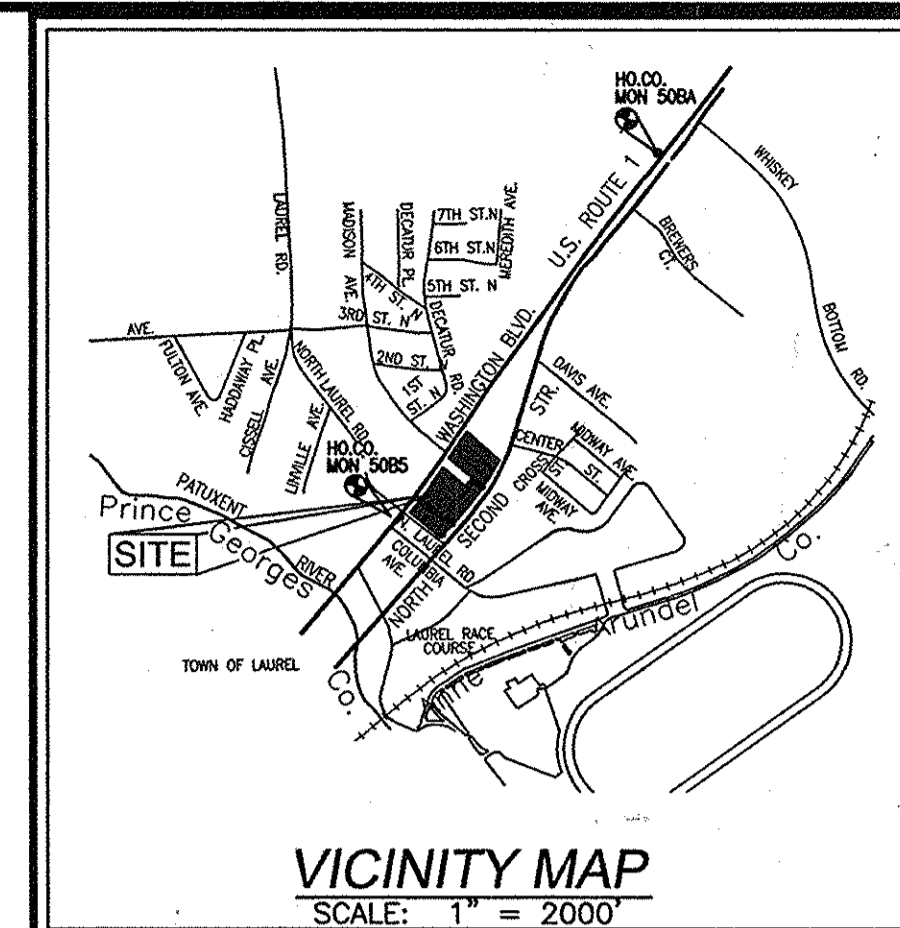 HO.CO.
MON 50BA
WHISKEY
BOTTOM
RD.
U.S. ROUTE 1
BREWERS
CT.
LAUREL RD.
MADISON
AVE.
DECATUR PL.
7TH ST.N
6TH ST.N
5TH ST. N
MEREDITH AVE.
4TH ST. N
3RD ST. N
2ND ST.
1ST
ST. N
DECATUR
RD.
WASHINGTON BLVD.
AVE.
FULTON AVE.
HADDAWAY PL.
CISSELL
AVE.
NORTH LAUREL RD.
LINVILLE AVE.
HO.CO.
MON 50B5
DAVIS AVE.
STR.
CENTER
MIDWAY AVE
CROSS
ST.
ST.
MIDWAY
AVE.
SECOND
NORTH
N. LAUREL RD
COLUMBIA
AVE.
PATUXENT
RIVER
Prince Georges
Co.
SITE
LAUREL RACE
COURSE
Anne Arundel
Co.
TOWN OF LAUREL
VICINITY MAP
SCALE: 1" = 2000'